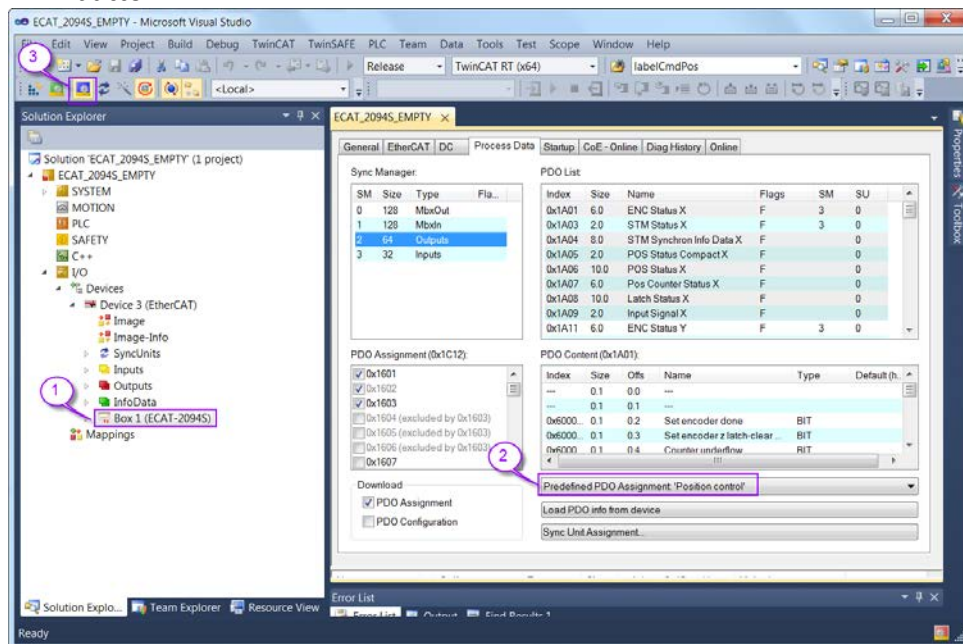 ECAT_2094S_EMPTY - Microsoft Visual Studio
File Edit View Project Build Debug TwinCAT TwinSAFE PLC Team Data Tools Test Scope Window Help
3
Release TwinCAT RT (x64) labelCmdPos
<Local>
Solution Explorer
Solution 'ECAT_2094S_EMPTY' (1 project)
ECAT_2094S_EMPTY
SYSTEM
MOTION
PLC
SAFETY
C++
I/O
Devices
Device 3 (EtherCAT)
Image
Image-Info
SyncUnits
Inputs
Outputs
InfoData
1
Box 1 (ECAT-2094S)
Mappings
Solution Explo... Team Explorer Resource View
ECAT_2094S_EMPTY
General EtherCAT DC Process Data Startup CoE - Online Diag History Online
Sync Manager:
SM Size Type Fla...
0 128 MbxOut
1 128 MbxIn
2 64 Outputs
3 32 Inputs
PDO List:
Index Size Name Flags SM SU
0x1A01 6.0 ENC Status X F 3 0
0x1A03 2.0 STM Status X F 3 0
0x1A04 8.0 STM Synchron Info Data X F 0
0x1A05 2.0 POS Status Compact X F 0
0x1A06 10.0 POS Status X F 0
0x1A07 6.0 Pos Counter Status X F 0
0x1A08 10.0 Latch Status X F 0
0x1A09 2.0 Input Signal X F 0
0x1A11 6.0 ENC Status Y F 3 0
PDO Assignment (0x1C12):
0x1601
0x1602
0x1603
0x1604 (excluded by 0x1603)
0x1605 (excluded by 0x1603)
0x1606 (excluded by 0x1603)
0x1607
PDO Content (0x1A01):
Index Size Offs Name Type Default (h...
--- 0.1 0.0 ---
--- 0.1 0.1 ---
0x6000... 0.1 0.2 Set encoder done BIT
0x6000... 0.1 0.3 Set encoder z latch-clear ... BIT
0x6000... 0.1 0.4 Counter underflow BIT
2
Download
PDO Assignment
PDO Configuration
Predefined PDO Assignment: 'Position control'
Load PDO info from device
Sync Unit Assignment...
Error List
Error List Output Find Results 1
Properties
Toolbox
Ready